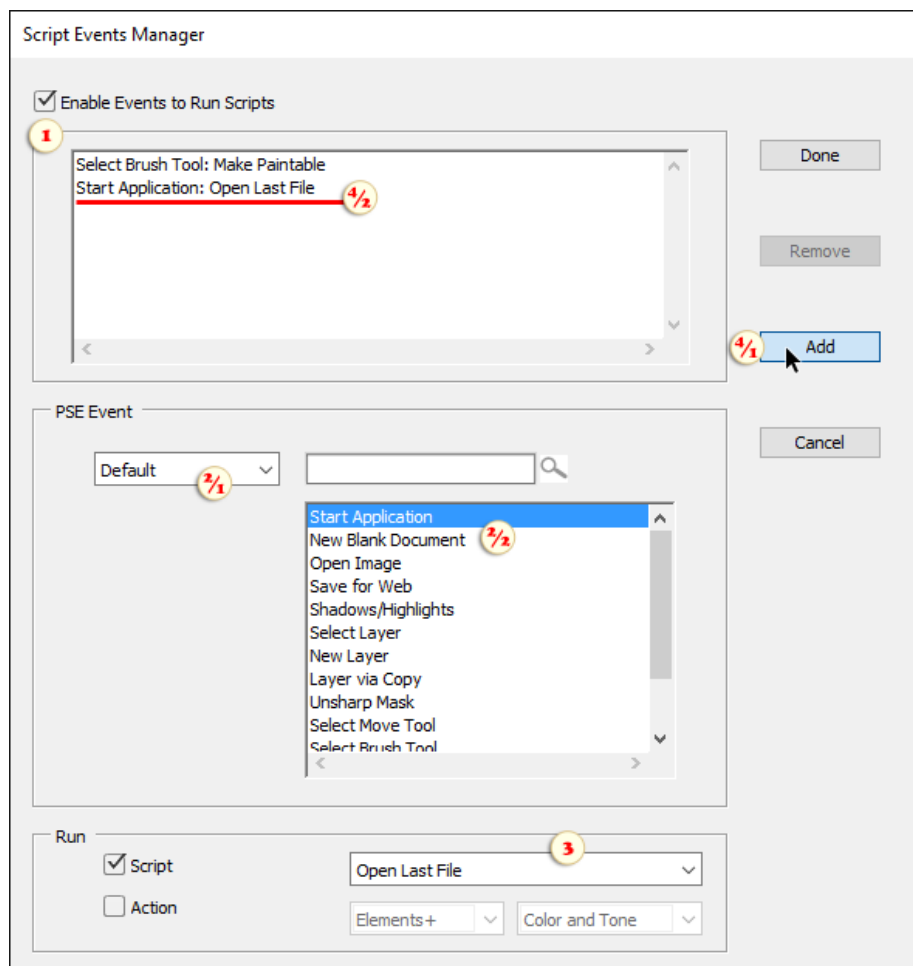 Script Events Manager
Enable Events to Run Scripts
1
Select Brush Tool: Make Paintable
Start Application: Open Last File
4/2
Done
Remove
4/1
Add
Cancel
PSE Event
Default
2/1
Start Application
New Blank Document
2/2
Open Image
Save for Web
Shadows/Highlights
Select Layer
New Layer
Layer via Copy
Unsharp Mask
Select Move Tool
Select Brush Tool
Run
3
Script
Open Last File
Action
Elements+
Color and Tone